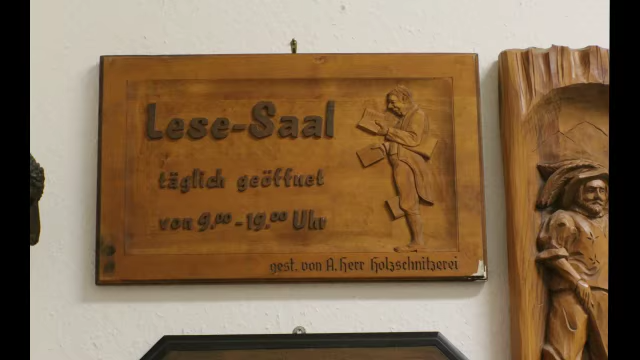 Lese-Saal
täglich geöffnet
von 9.00 - 19.00 Uhr
gest. von A. Herr Holzschnitzerei